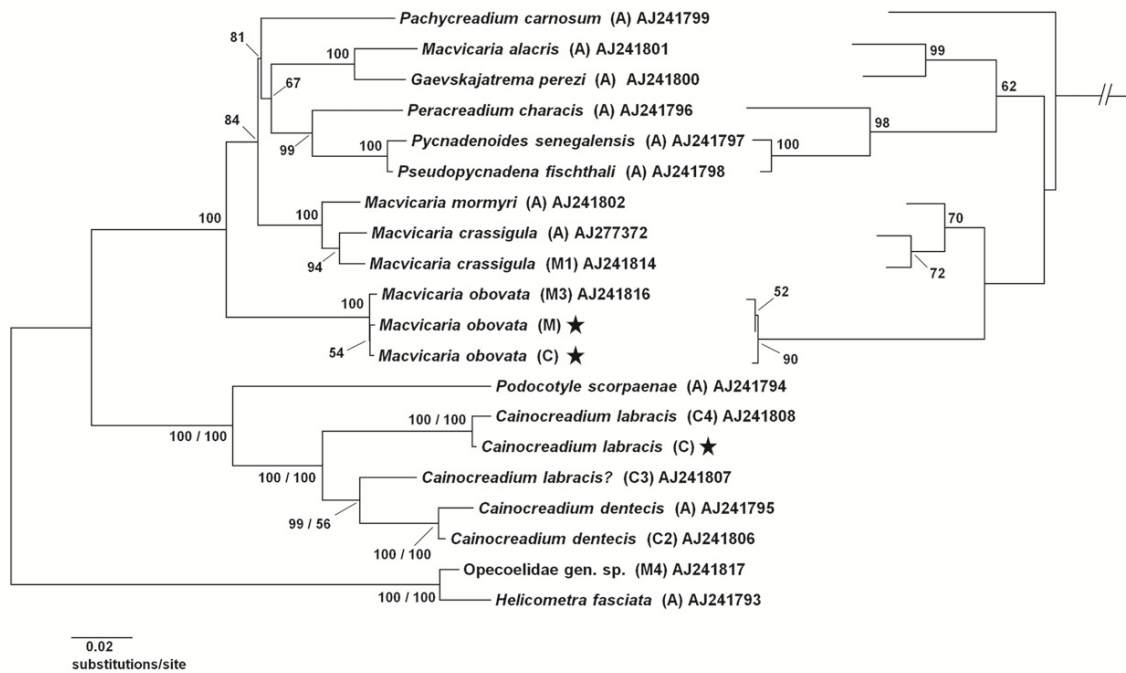 Pachycreadium carnosum (A) AJ241799
81
Macvicaria alacris (A) AJ241801
100
99
67
Gaevskajatrema perezi (A) AJ241800
62
Peracreadium characis (A) AJ241796
84
98
99
100
Pycnadenoides senegalensis (A) AJ241797
100
Pseudopycnadena fischthali (A) AJ241798
Macvicaria mormyri (A) AJ241802
100
100
70
Macvicaria crassigula (A) AJ277372
94
Macvicaria crassigula (M1) AJ241814
72
Macvicaria obovata (M3) AJ241816
100
52
Macvicaria obovata (M) ★
54
Macvicaria obovata (C) ★
90
Podocotyle scorpaenae (A) AJ241794
100 / 100
Cainocreadium labracis (C4) AJ241808
100 / 100
Cainocreadium labracis (C) ★
100 / 100
Cainocreadium labracis? (C3) AJ241807
99 / 56
Cainocreadium dentecis (A) AJ241795
Cainocreadium dentecis (C2) AJ241806
100 / 100
Opecoelidae gen. sp. (M4) AJ241817
100 / 100
Helicometra fasciata (A) AJ241793
0.02
substitutions/site